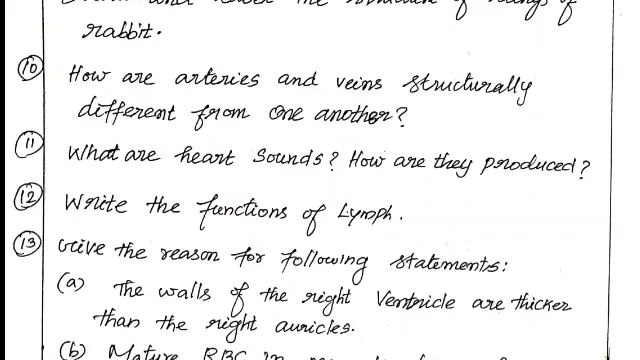 rabbit.
10 How are arteries and veins structurally
different from one another?
11 What are heart sounds? How are they produced?
12 Write the functions of Lymph.
13 Give the reason for following statements:
(a) The walls of the right Ventricle are thicker
than the right auricles.
(b) Mature RBC in